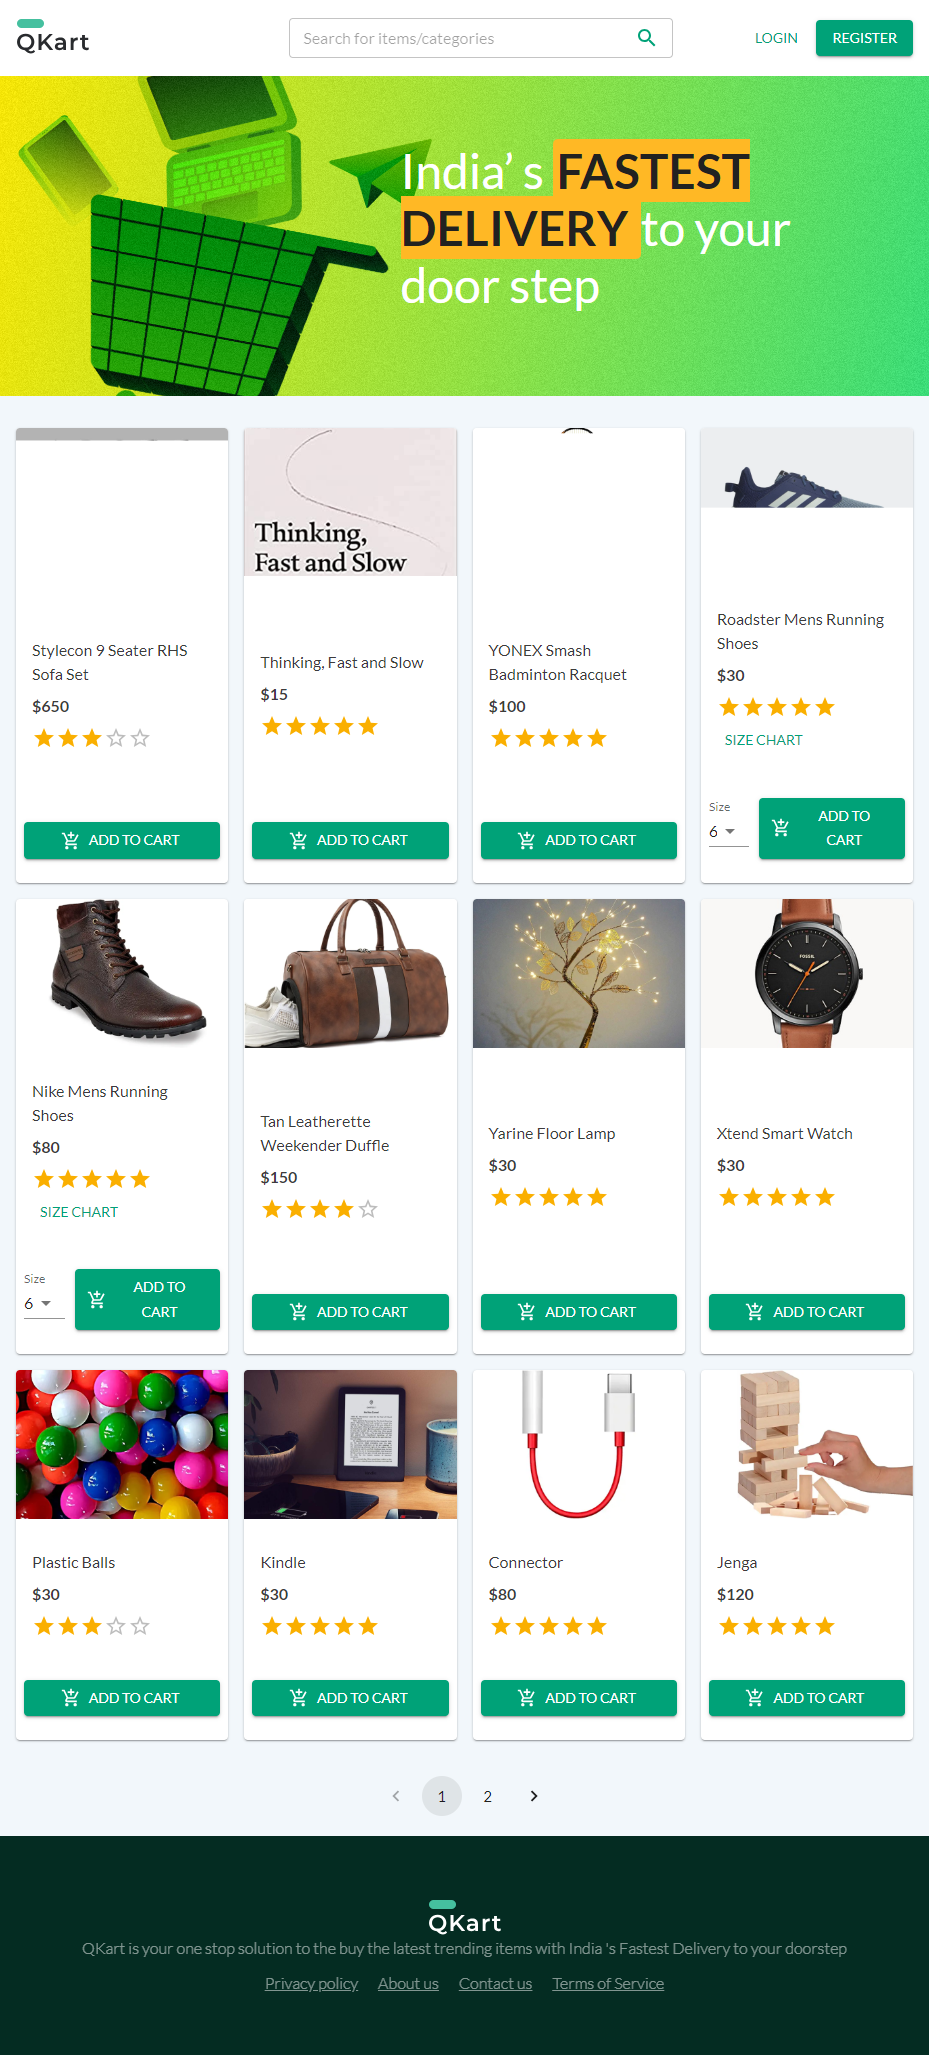 QKart
Search for items/categories
LOGIN
REGISTER
India’ s FASTEST
DELIVERY to your
door step
Thinking,
Fast and Slow
Stylecon 9 Seater RHS
Sofa Set
$650
ADD TO CART
Thinking, Fast and Slow
$15
ADD TO CART
YONEX Smash
Badminton Racquet
$100
ADD TO CART
Roadster Mens Running
Shoes
$30
SIZE CHART
Size
6
ADD TO
CART
Nike Mens Running
Shoes
$80
SIZE CHART
Size
6
ADD TO
CART
Tan Leatherette
Weekender Duffle
$150
ADD TO CART
Yarine Floor Lamp
$30
ADD TO CART
FOSSIL
Xtend Smart Watch
$30
ADD TO CART
Plastic Balls
$30
ADD TO CART
Kindle
$30
ADD TO CART
Connector
$80
ADD TO CART
Jenga
$120
ADD TO CART
1
2
QKart
QKart is your one stop solution to the buy the latest trending items with India 's Fastest Delivery to your doorstep
Privacy policy
About us
Contact us
Terms of Service